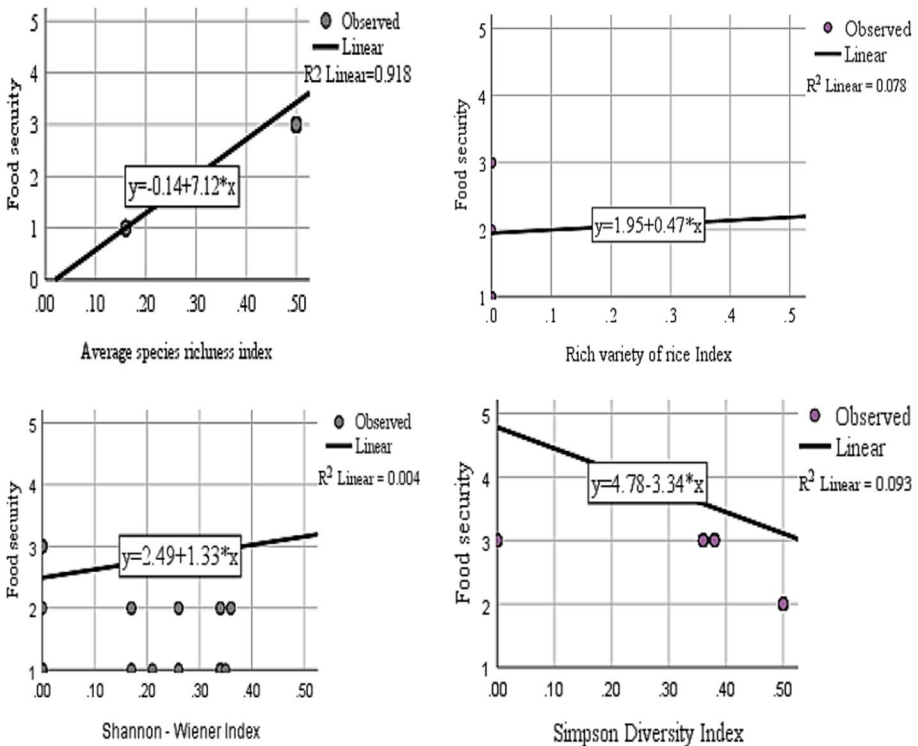 5
4
3
2
1
0
Food security
Observed
Linear
R2 Linear=0.918
y=-0.14+7.12*x
.00 .10 .20 .30 .40 .50
Average species richness index
5
4
3
2
1
Food security
Observed
Linear
R² Linear = 0.078
y=1.95+0.47*x
.0 .1 .2 .3 .4 .5
Rich variety of rice Index
5
4
3
2
1
Food security
Observed
Linear
R² Linear = 0.004
y=2.49+1.33*x
.00 .10 .20 .30 .40 .50
Shannon - Wiener Index
5
4
3
2
1
Food security
Observed
Linear
R² Linear = 0.093
y=4.78-3.34*x
.00 .10 .20 .30 .40 .50
Simpson Diversity Index